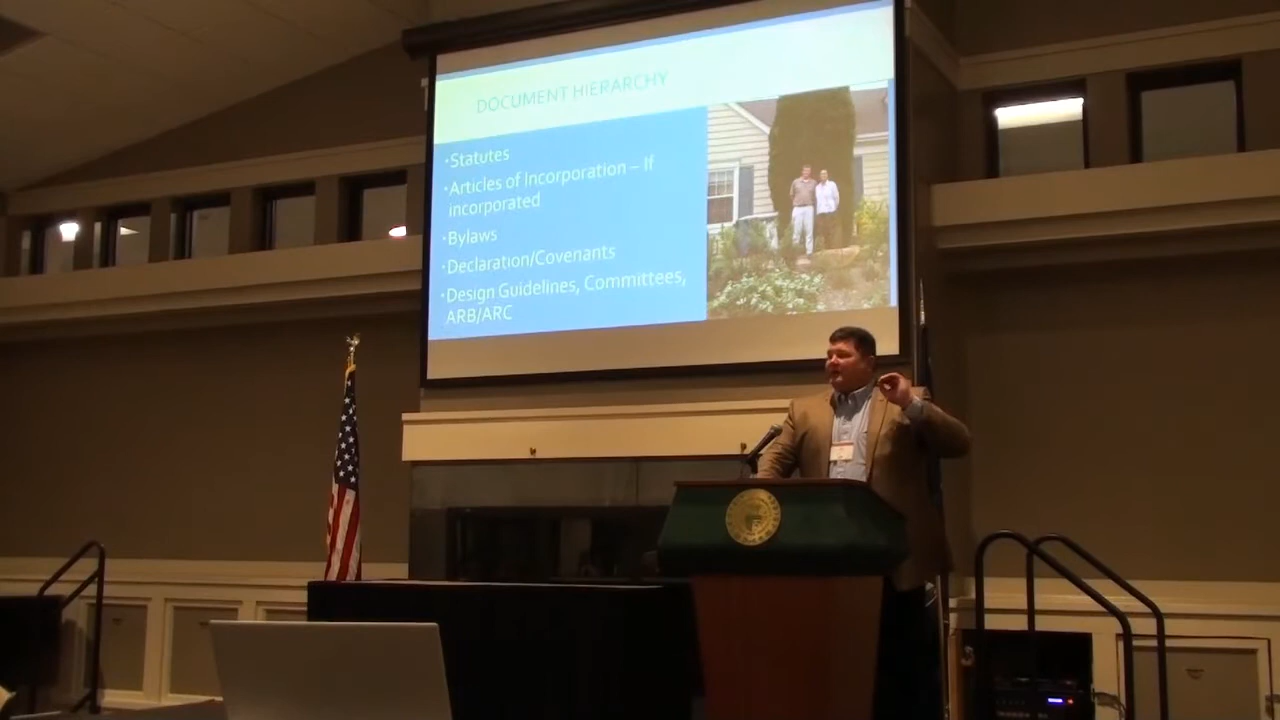 DOCUMENT HIERARCHY
·Statutes
·Articles of Incorporation – If
incorporated
·Bylaws
·Declaration/Covenants
·Design Guidelines, Committees,
ARB/ARC